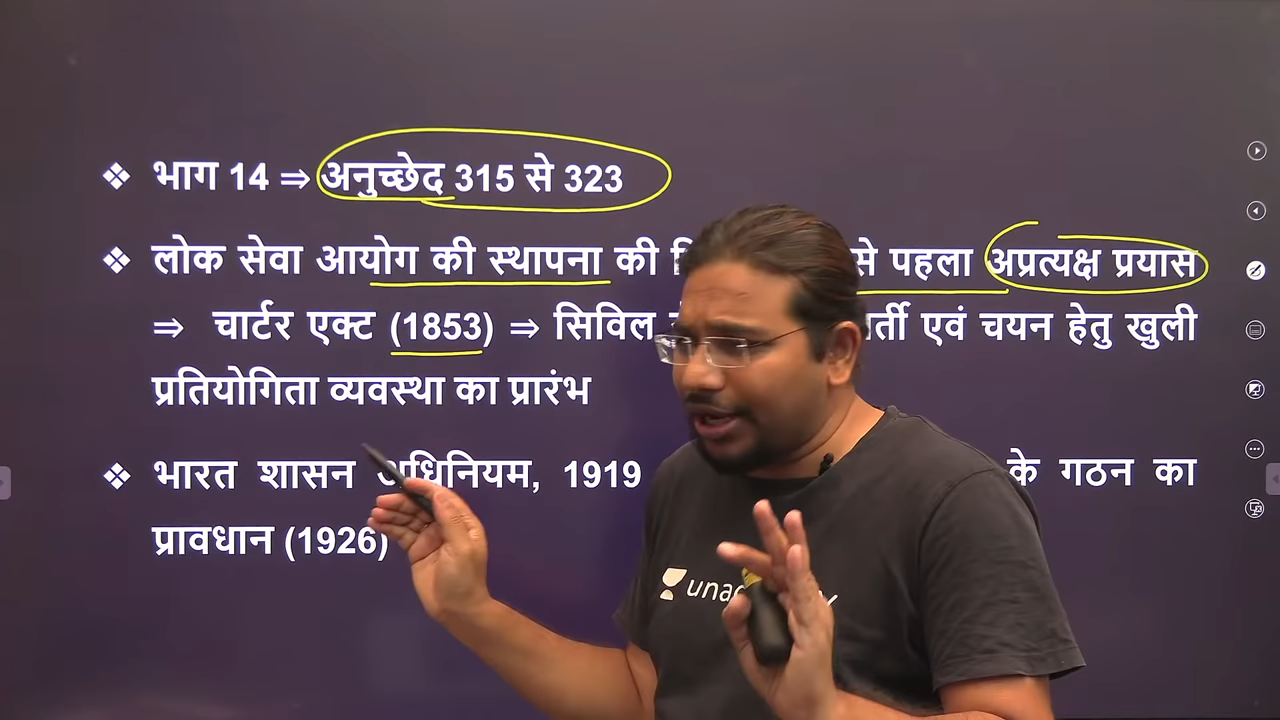 ❖ भाग 14 ⇒ अनुच्छेद 315 से 323
❖ लोक सेवा आयोग की स्थापना की से पहला अप्रत्यक्ष प्रयास
⇒ चार्टर एक्ट (1853) ⇒ सिविल एवं चयन हेतु खुली
प्रतियोगिता व्यवस्था का प्रारंभ
❖ भारत शासन अधिनियम, 1919 के गठन का
प्रावधान (1926)